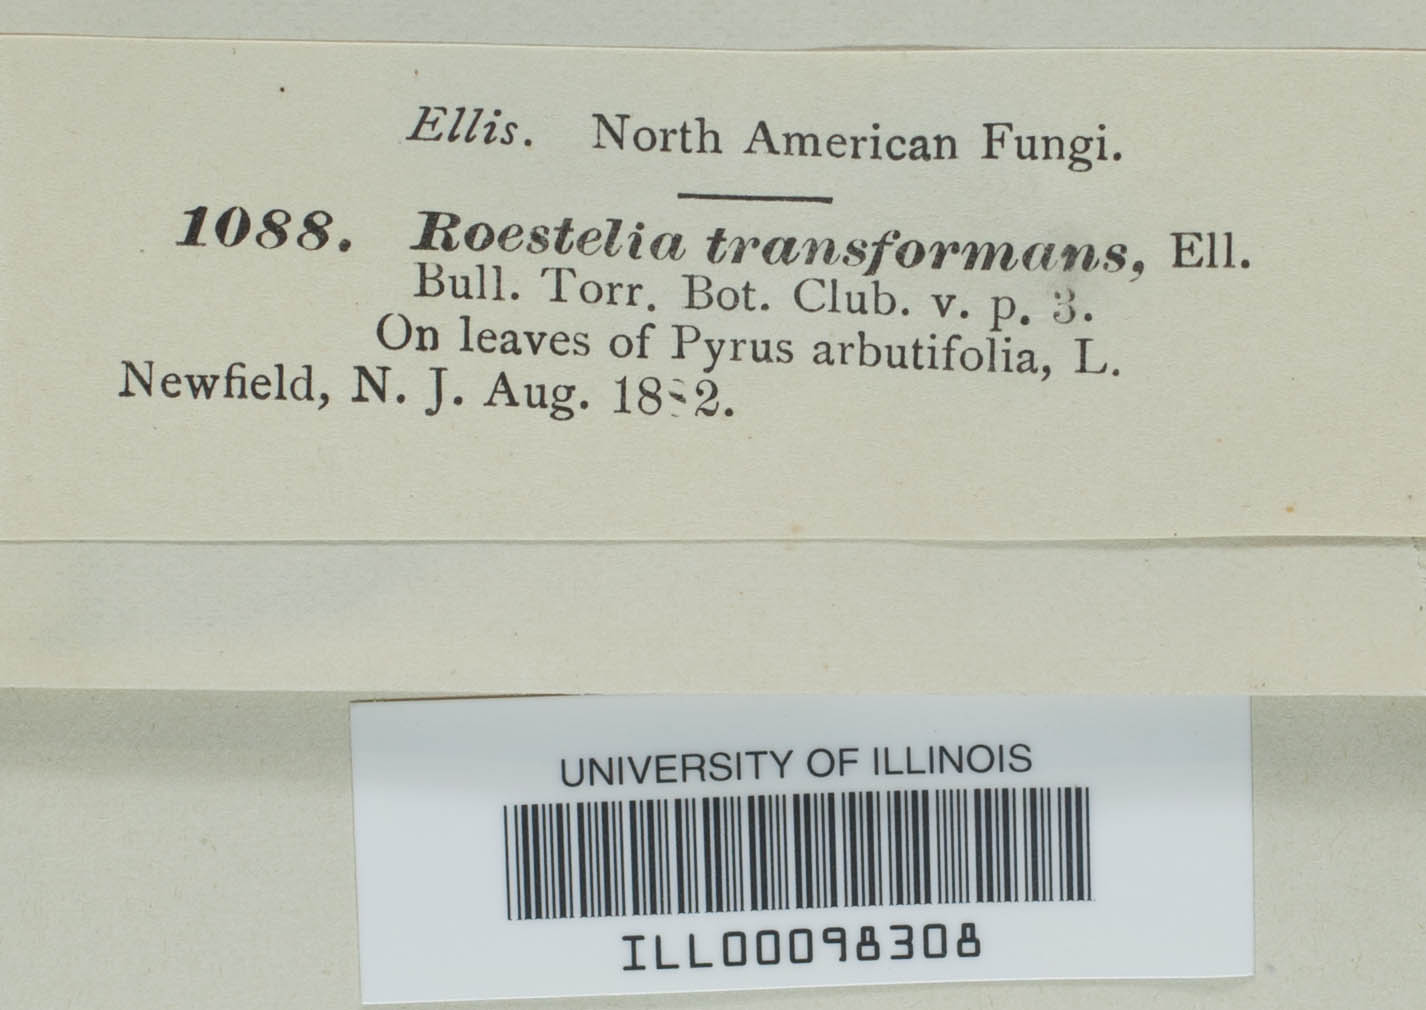 Ellis. North American Fungi.
1088. Roestelia transformans, Ell.
Bull. Torr. Bot. Club. v. p. 3.
On leaves of Pyrus arbutifolia, L.
Newfield, N. J. Aug. 1882.
UNIVERSITY OF ILLINOIS
ILL00098308